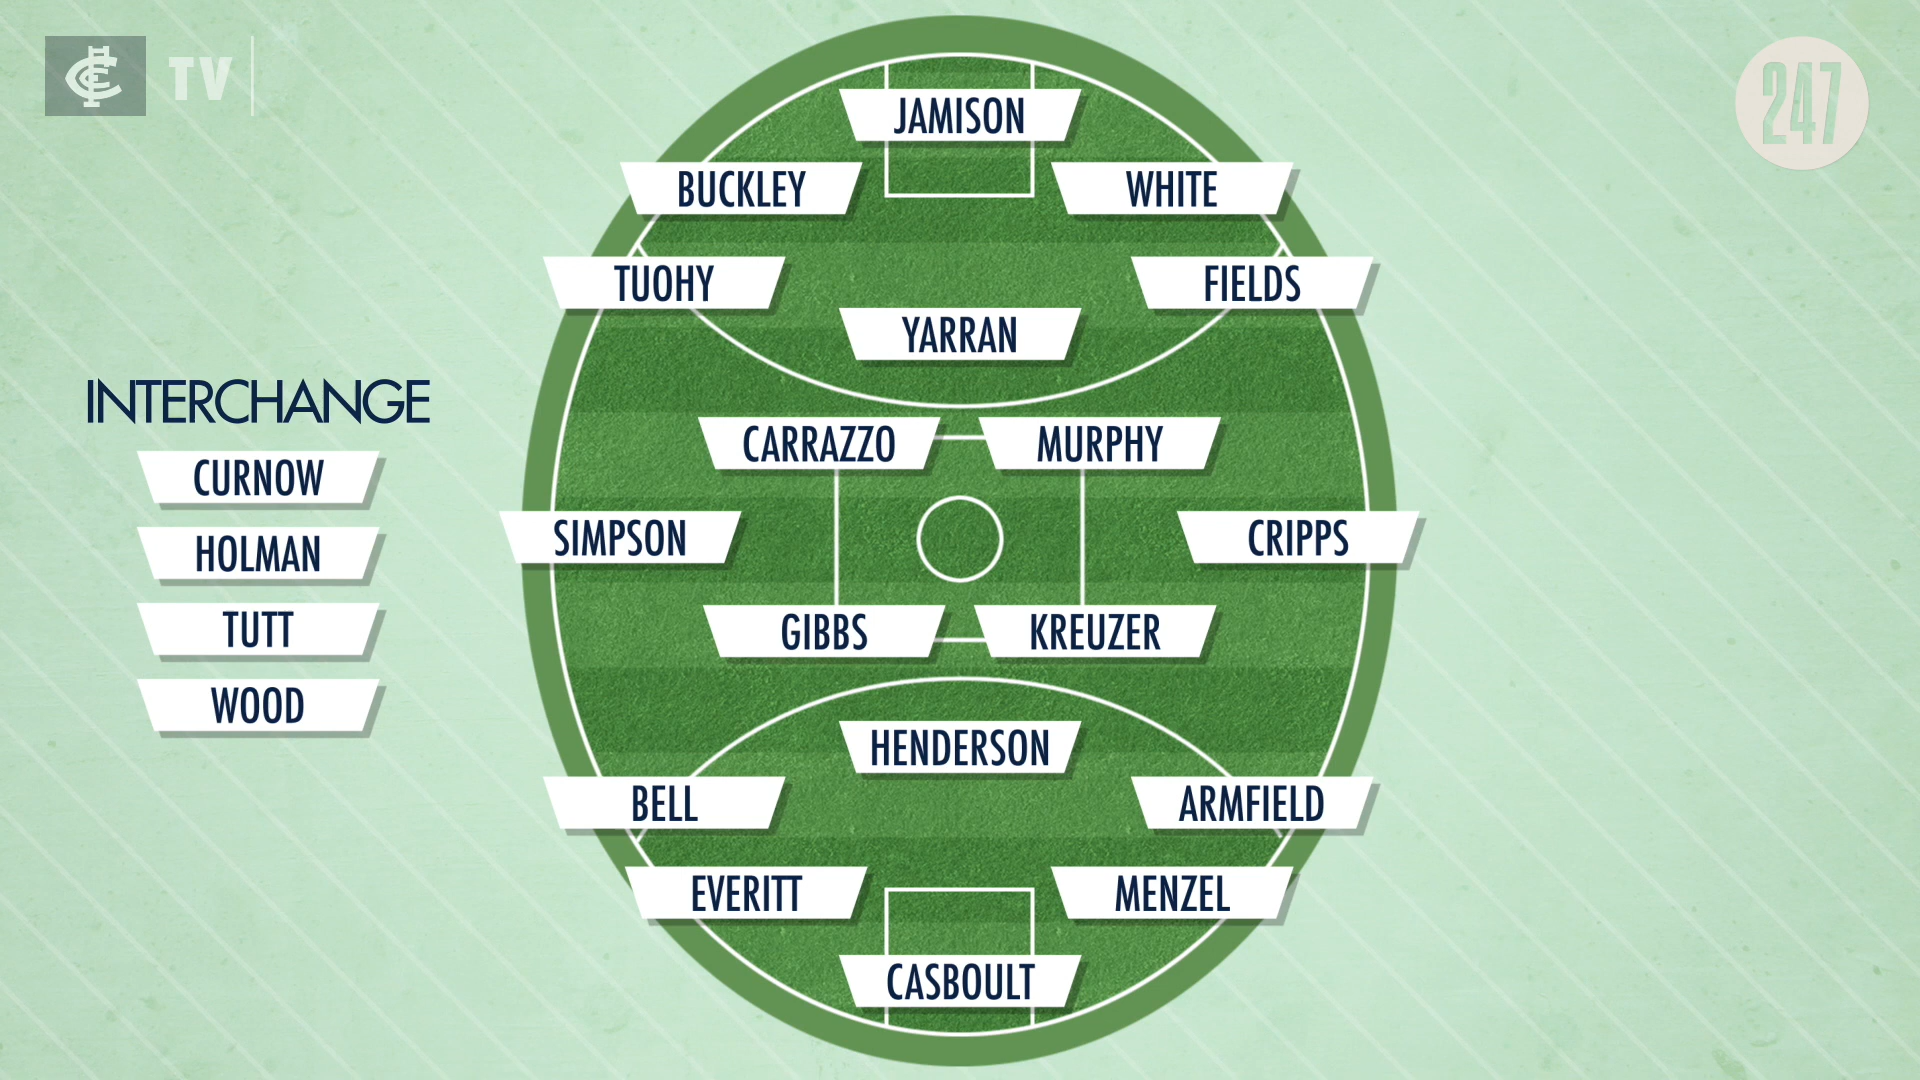 CFC TV
247
JAMISON
BUCKLEY WHITE
TUOHY FIELDS
YARRAN
INTERCHANGE
CURNOW
HOLMAN
TUTT
WOOD
CARRAZZO MURPHY
SIMPSON CRIPPS
GIBBS KREUZER
HENDERSON
BELL ARMFIELD
EVERITT MENZEL
CASBOULT